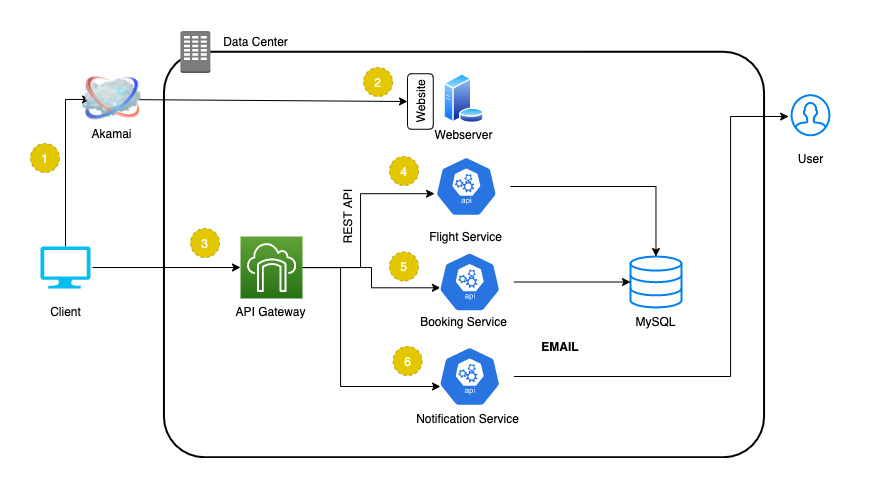 Data Center
2
Website
Akamai
Webserver
1
User
4
api
REST API
Flight Service
3
5
api
Client
API Gateway
Booking Service
MySQL
EMAIL
6
api
Notification Service